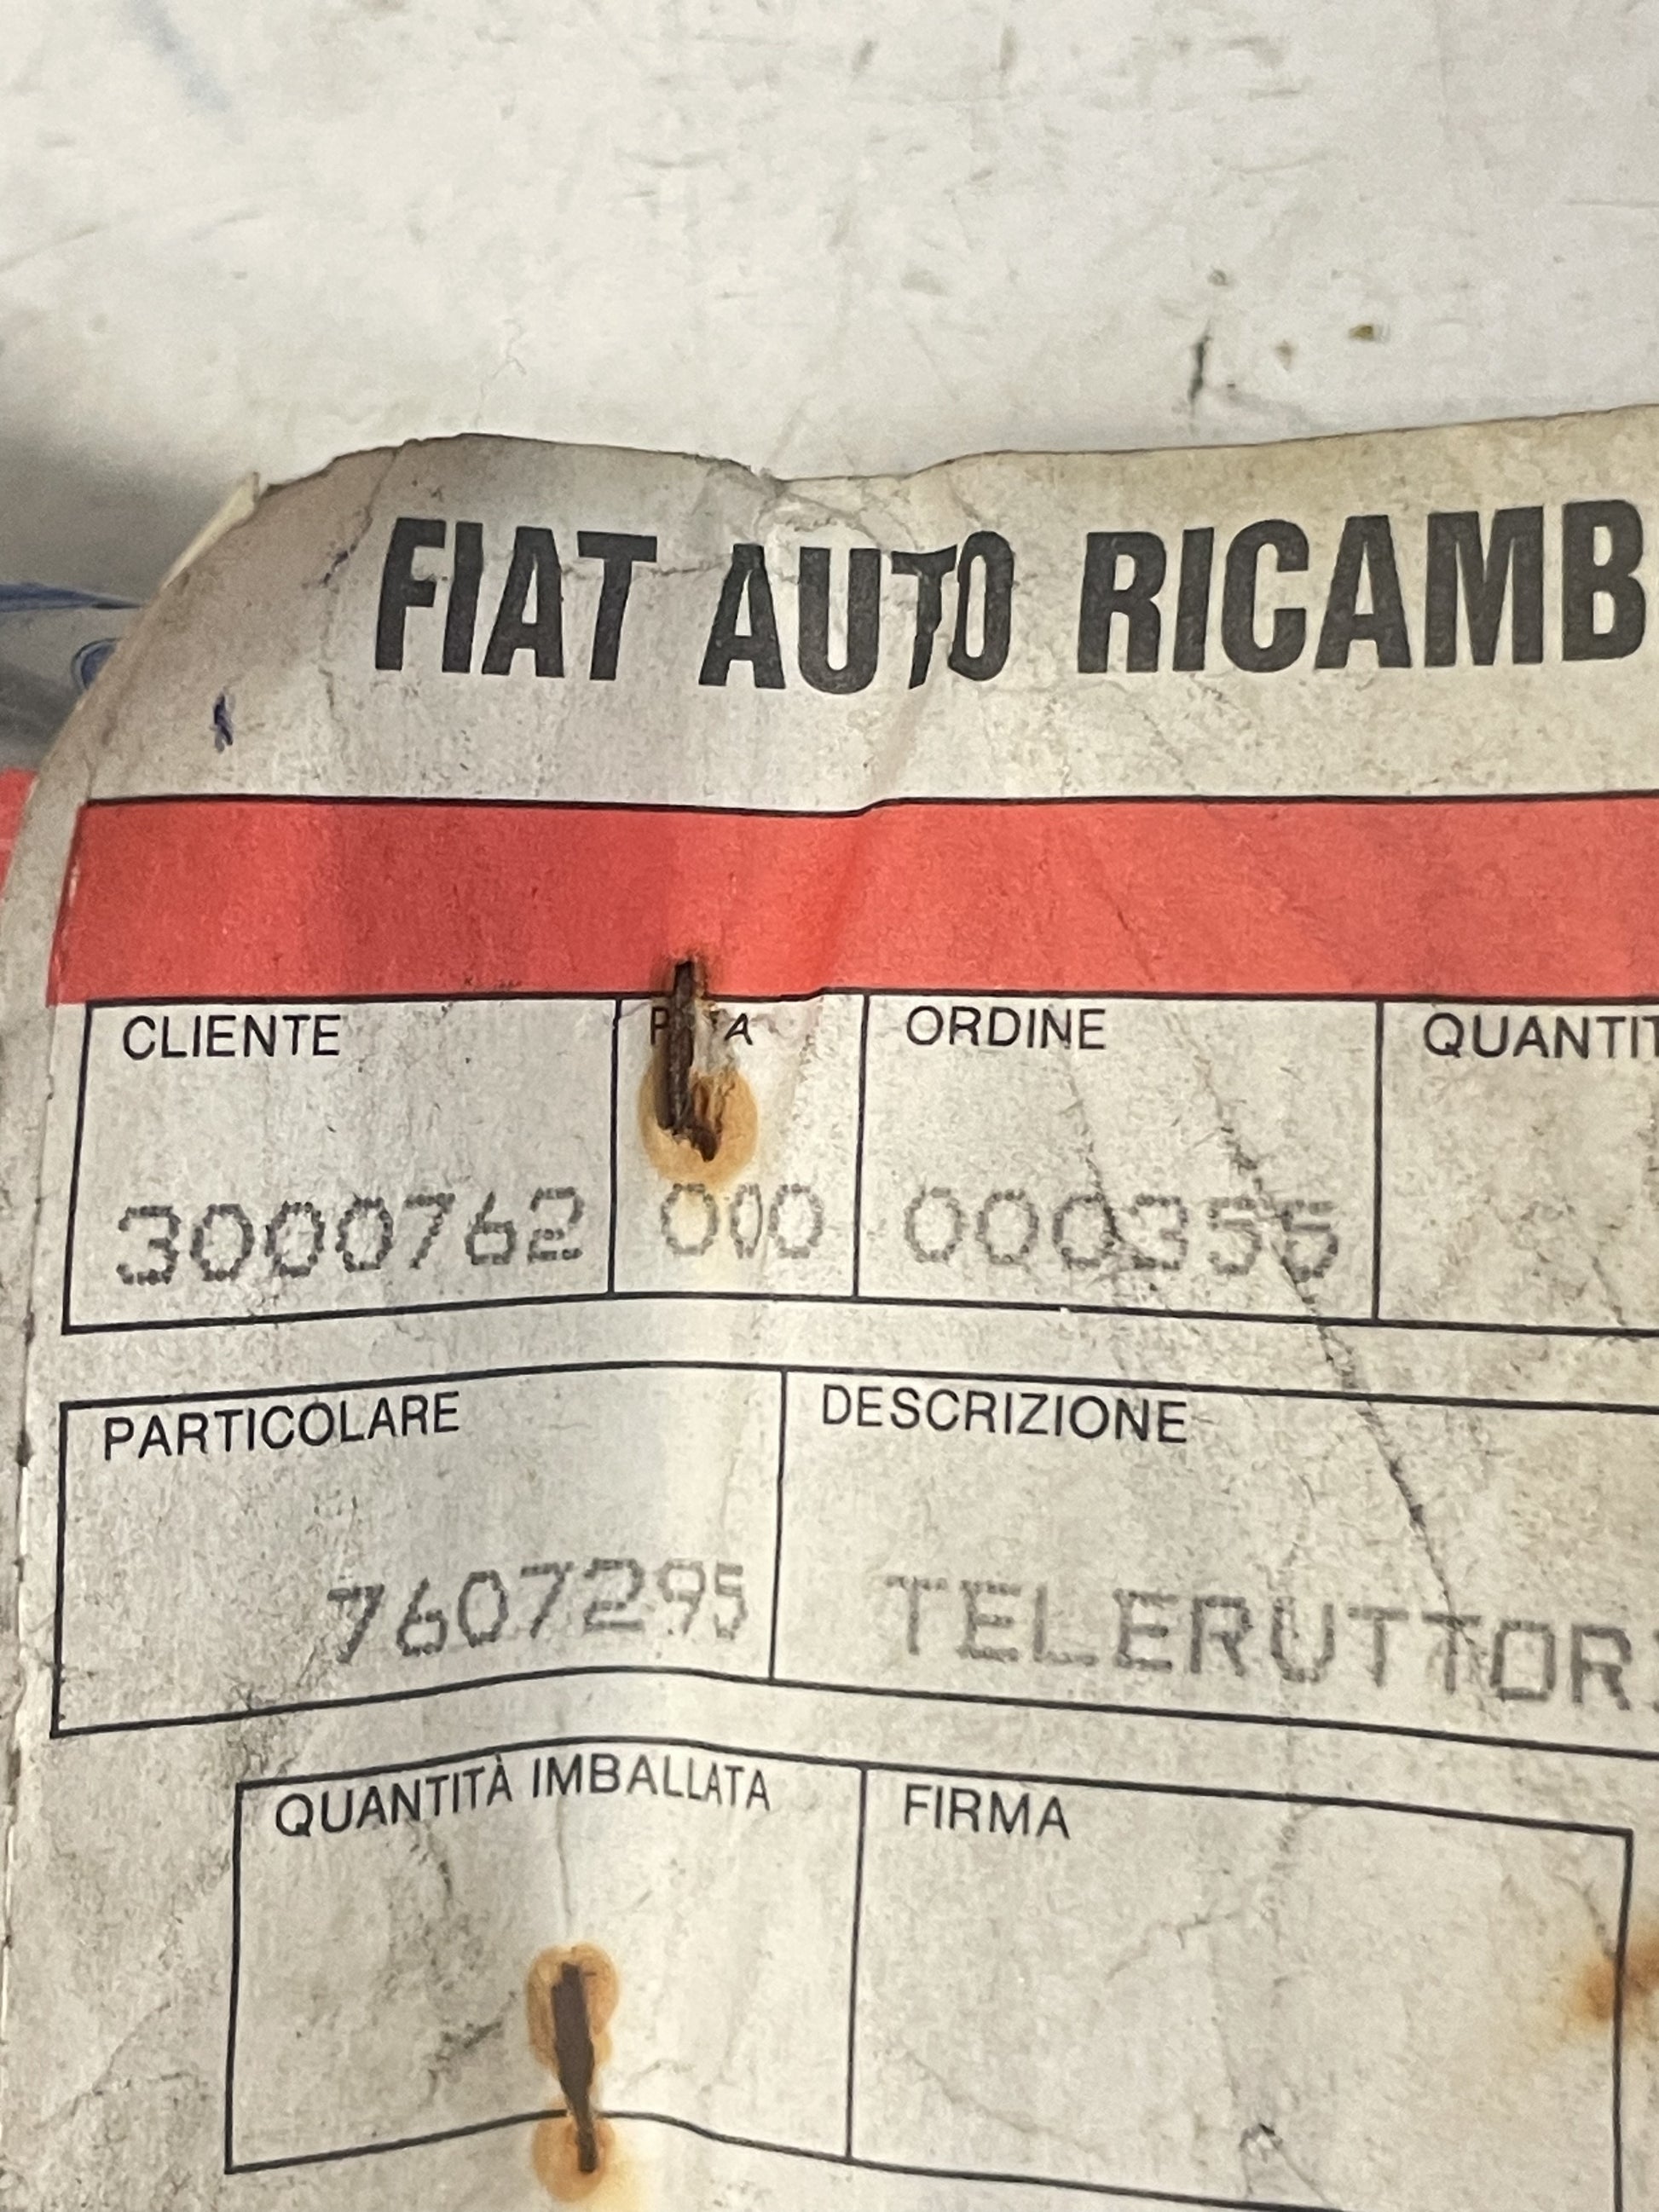 FIAT AUTO RICAMB
CLIENTE ORDINE QUANTIT
3000762 000 000355
PARTICOLARE DESCRIZIONE
7607295 TELERUTTOR
QUANTITÀ IMBALLATA FIRMA